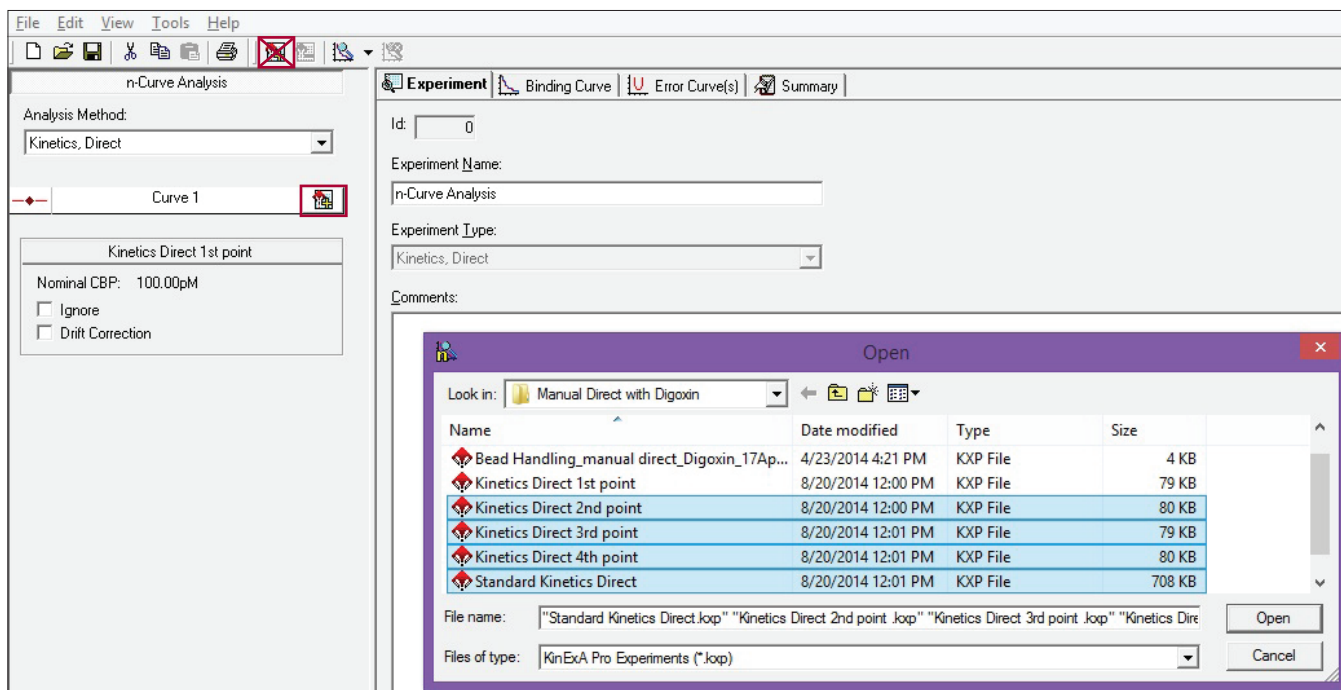 File Edit View Tools Help
n-Curve Analysis
Analysis Method:
Kinetics, Direct
Curve 1
Kinetics Direct 1st point
Nominal CBP: 100.00pM
Ignore
Drift Correction
Experiment Binding Curve Error Curve(s) Summary
Id: 0
Experiment Name:
n-Curve Analysis
Experiment Type:
Kinetics, Direct
Comments:
Open
Look in: Manual Direct with Digoxin
Name Date modified Type Size
Bead Handling_manual direct_Digoxin_17Ap... 4/23/2014 4:21 PM KXP File 4 KB
Kinetics Direct 1st point 8/20/2014 12:00 PM KXP File 79 KB
Kinetics Direct 2nd point 8/20/2014 12:00 PM KXP File 80 KB
Kinetics Direct 3rd point 8/20/2014 12:01 PM KXP File 79 KB
Kinetics Direct 4th point 8/20/2014 12:01 PM KXP File 80 KB
Standard Kinetics Direct 8/20/2014 12:01 PM KXP File 708 KB
File name: "Standard Kinetics Direct.kxp" "Kinetics Direct 2nd point .kxp" "Kinetics Direct 3rd point .kxp" "Kinetics Dire
Open
Files of type: KinExA Pro Experiments (*.kxp)
Cancel